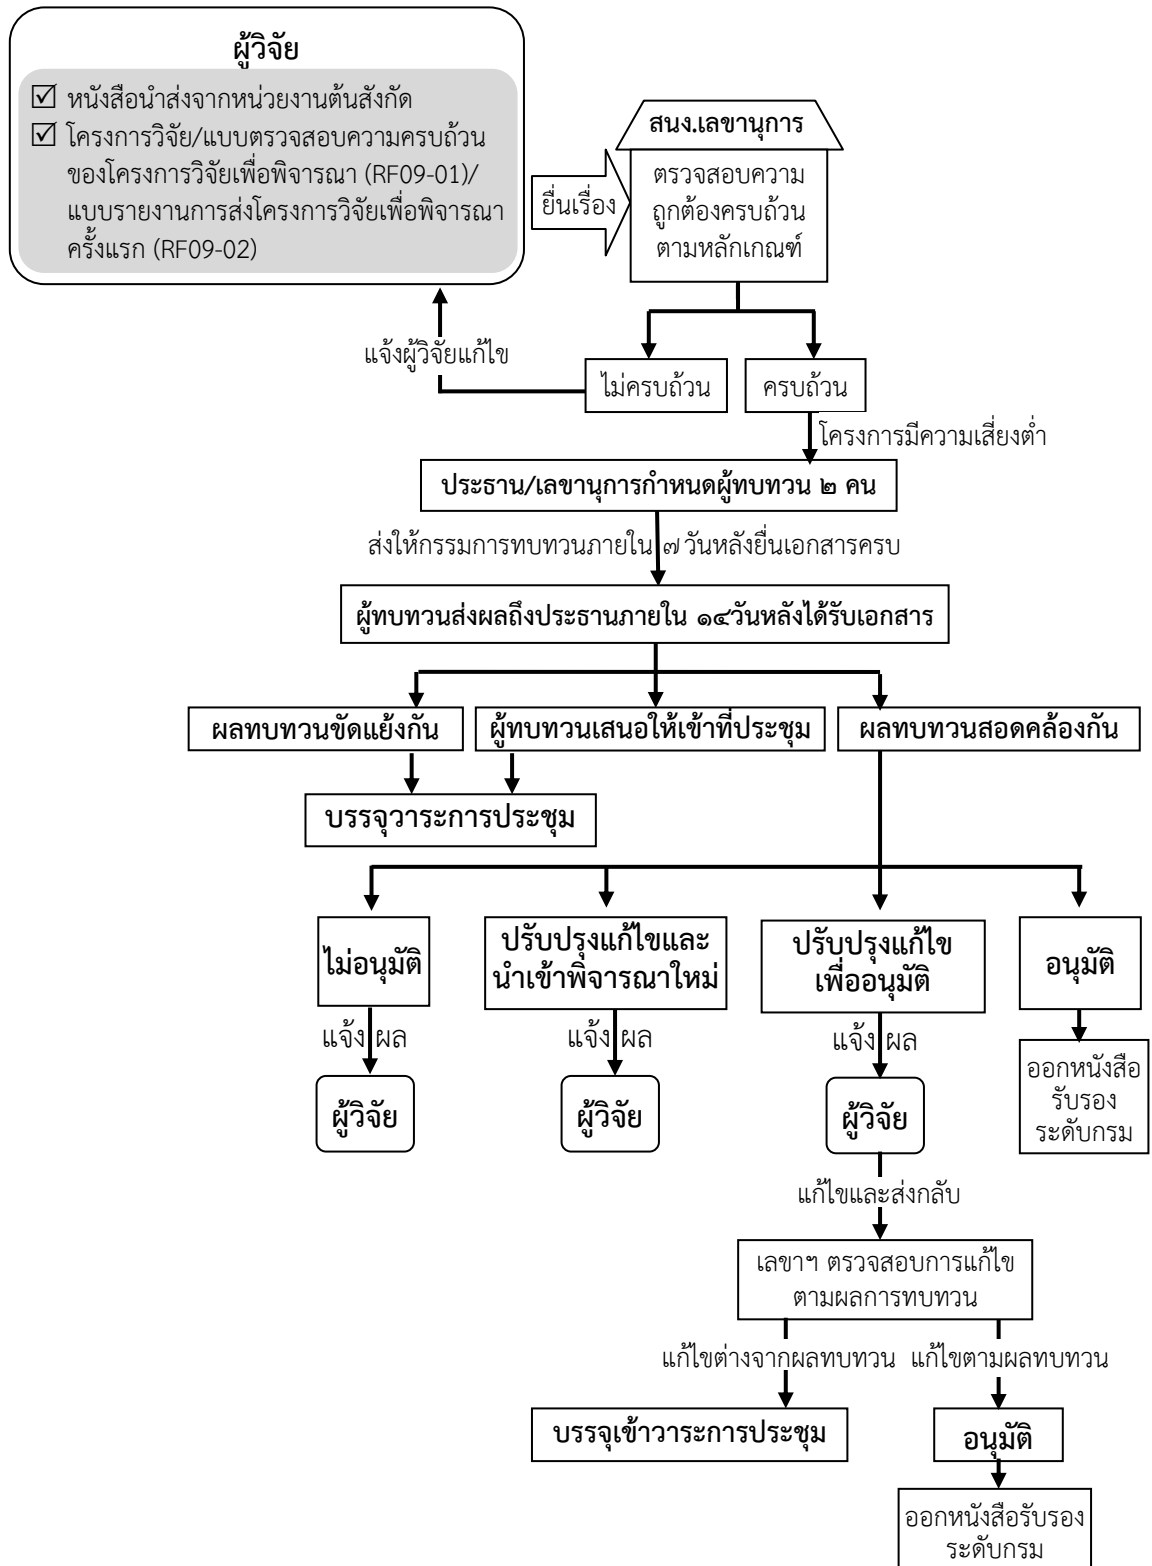 ผู้วิจัย
☑ หนังสือนำส่งจากหน่วยงานต้นสังกัด
☑ โครงการวิจัย/แบบตรวจสอบความครบถ้วน
ของโครงการวิจัยเพื่อพิจารณา (RF09-01)/
แบบรายงานการส่งโครงการวิจัยเพื่อพิจารณา
ครั้งแรก (RF09-02)
ยื่นเรื่อง
สนง.เลขานุการ
ตรวจสอบความ
ถูกต้องครบถ้วน
ตามหลักเกณฑ์
แจ้งผู้วิจัยแก้ไข
ไม่ครบถ้วน
ครบถ้วน
โครงการมีความเสี่ยงต่ำ
ประธาน/เลขานุการกำหนดผู้ทบทวน ๒ คน
ส่งให้กรรมการทบทวนภายใน ๗ วันหลังยื่นเอกสารครบ
ผู้ทบทวนส่งผลถึงประธานภายใน ๑๔วันหลังได้รับเอกสาร
ผลทบทวนขัดแย้งกัน
ผู้ทบทวนเสนอให้เข้าที่ประชุม
ผลทบทวนสอดคล้องกัน
บรรจุวาระการประชุม
ไม่อนุมัติ
ปรับปรุงแก้ไขและ
นำเข้าพิจารณาใหม่
ปรับปรุงแก้ไข
เพื่ออนุมัติ
อนุมัติ
แจ้ง ผล
แจ้ง ผล
แจ้ง ผล
ออกหนังสือ
รับรอง
ระดับกรม
ผู้วิจัย
ผู้วิจัย
ผู้วิจัย
แก้ไขและส่งกลับ
เลขาฯ ตรวจสอบการแก้ไข
ตามผลการทบทวน
แก้ไขต่างจากผลทบทวน
แก้ไขตามผลทบทวน
บรรจุเข้าวาระการประชุม
อนุมัติ
ออกหนังสือรับรอง
ระดับกรม